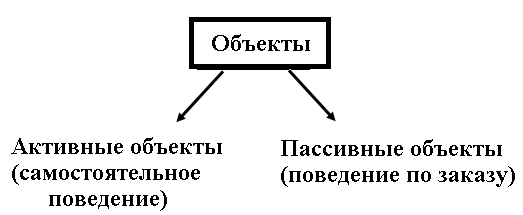 Объекты
Активные объекты
(самостоятельное
поведение)
Пассивные объекты
(поведение по заказу)